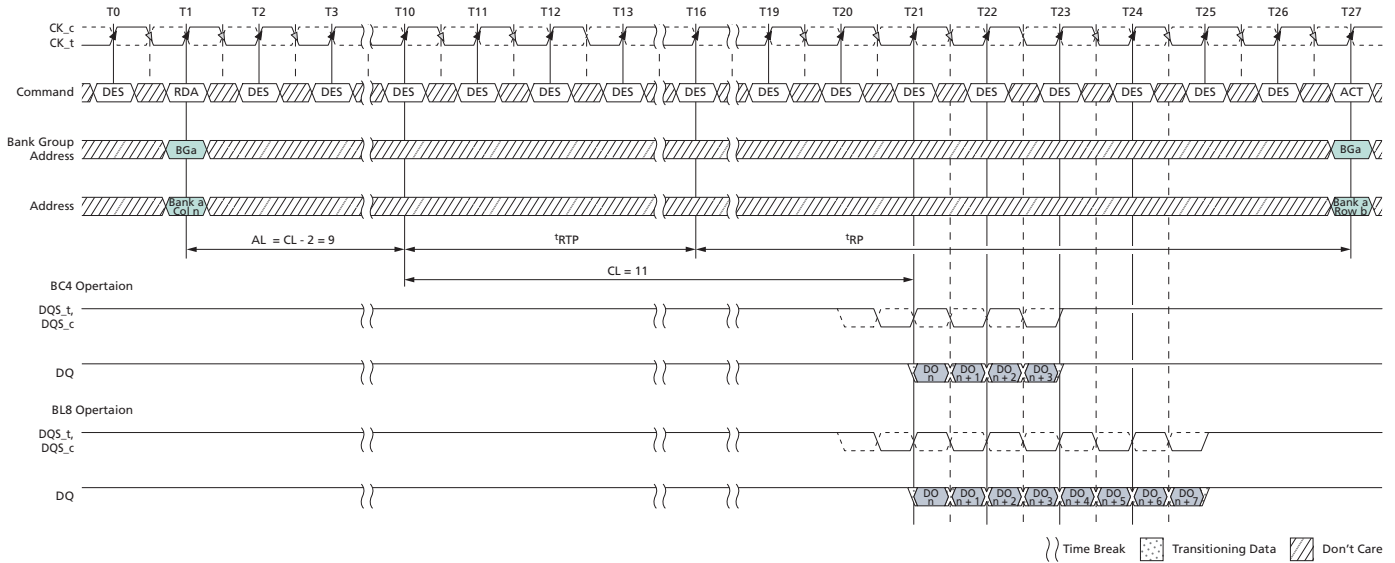 T0 T1 T2 T3 T10 T11 T12 T13 T16 T19 T20 T21 T22 T23 T24 T25 T26 T27
CK_c
CK_t
Command DES RDA DES DES DES DES DES DES DES DES DES DES DES DES DES DES DES ACT
Bank Group
Address BGa BGa
Address Bank a
Col n Bank a
Row b
AL = CL - 2 = 9 tRTP tRP
CL = 11
BC4 Opertaion
DQS_t,
DQS_c
DQ DO
n DO
n + 1 DO
n + 2 DO
n + 3
BL8 Opertaion
DQS_t,
DQS_c
DQ DO
n DO
n + 1 DO
n + 2 DO
n + 3 DO
n + 4 DO
n + 5 DO
n + 6 DO
n + 7
Time Break Transitioning Data Don't Care